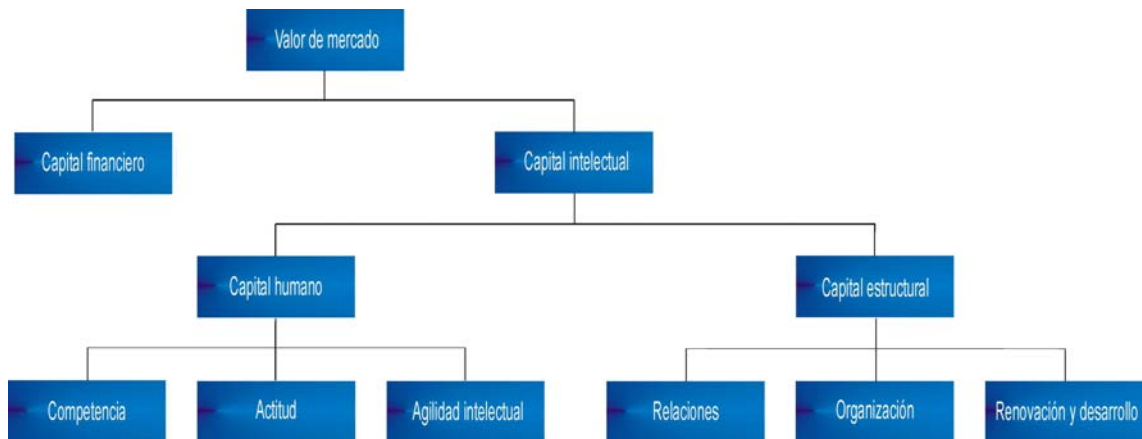 Valor de mercado
Capital financiero
Capital intelectual
Capital humano
Capital estructural
Competencia
Actitud
Agilidad intelectual
Relaciones
Organización
Renovación y desarrollo